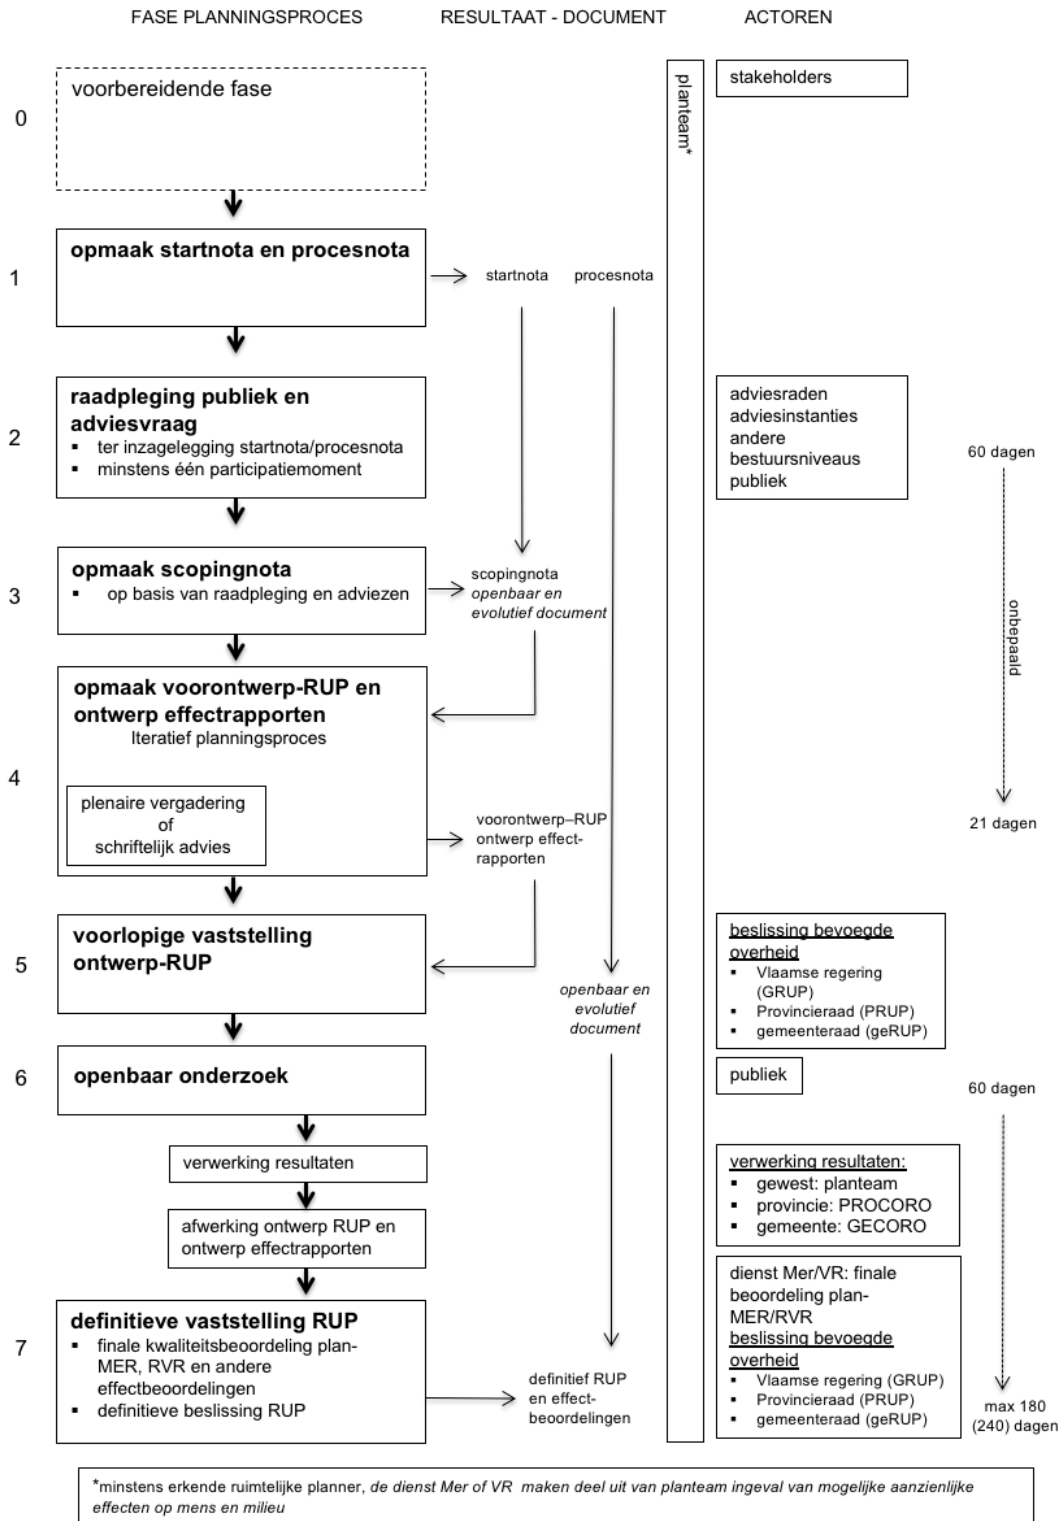 FASE PLANNINGSPROCES
RESULTAAT - DOCUMENT
ACTOREN
0
voorbereidende fase
planteam*
stakeholders
1
opmaak startnota en procesnota
startnota
procesnota
2
raadpleging publiek en
adviesvraag
▪ ter inzagelegging startnota/procesnota
▪ minstens één participatiemoment
adviesraden
adviesinstanties
andere
bestuursniveaus
publiek
60 dagen
3
opmaak scopingnota
▪ op basis van raadpleging en adviezen
scopingnota
openbaar en
evolutief document
onbepaald
4
opmaak voorontwerp-RUP en
ontwerp effectrapporten
Iteratief planningsproces
plenaire vergadering
of
schriftelijk advies
voorontwerp–RUP
ontwerp effect-
rapporten
21 dagen
5
voorlopige vaststelling
ontwerp-RUP
openbaar en
evolutief
document
beslissing bevoegde
overheid
▪ Vlaamse regering
(GRUP)
▪ Provincieraad (PRUP)
▪ gemeenteraad (geRUP)
6
openbaar onderzoek
publiek
60 dagen
verwerking resultaten
verwerking resultaten:
▪ gewest: planteam
▪ provincie: PROCORO
▪ gemeente: GECORO
afwerking ontwerp RUP en
ontwerp effectrapporten
7
definitieve vaststelling RUP
▪ finale kwaliteitsbeoordeling plan-
MER, RVR en andere
effectbeoordelingen
▪ definitieve beslissing RUP
definitief RUP
en effect-
beoordelingen
dienst Mer/VR: finale
beoordeling plan-
MER/RVR
beslissing bevoegde
overheid
▪ Vlaamse regering (GRUP)
▪ Provincieraad (PRUP)
▪ gemeenteraad (geRUP)
max 180
(240) dagen
*minstens erkende ruimtelijke planner, de dienst Mer of VR maken deel uit van planteam ingeval van mogelijke aanzienlijke
effecten op mens en milieu